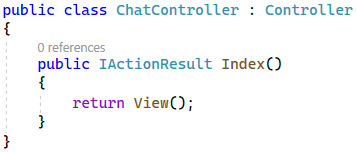 public class ChatController : Controller
{
0 references
public IActionResult Index()
{
return View();
}
}